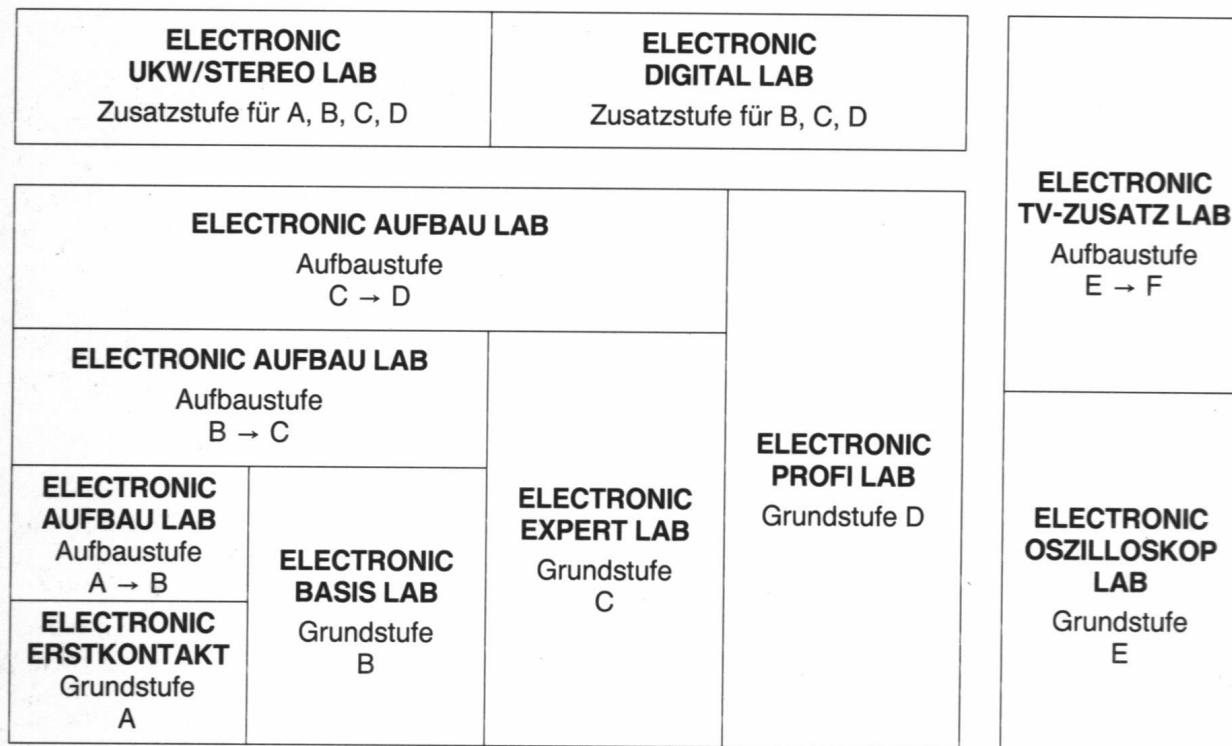 ELECTRONIC
UKW/STEREO LAB
Zusatzstufe für A, B, C, D
ELECTRONIC
DIGITAL LAB
Zusatzstufe für B, C, D
ELECTRONIC AUFBAU LAB
Aufbaustufe
C → D
ELECTRONIC AUFBAU LAB
Aufbaustufe
B → C
ELECTRONIC
AUFBAU LAB
Aufbaustufe
A → B
ELECTRONIC
ERSTKONTAKT
Grundstufe
A
ELECTRONIC
BASIS LAB
Grundstufe
B
ELECTRONIC
EXPERT LAB
Grundstufe
C
ELECTRONIC
PROFI LAB
Grundstufe D
ELECTRONIC
TV-ZUSATZ LAB
Aufbaustufe
E → F
ELECTRONIC
OSZILLOSKOP
LAB
Grundstufe
E